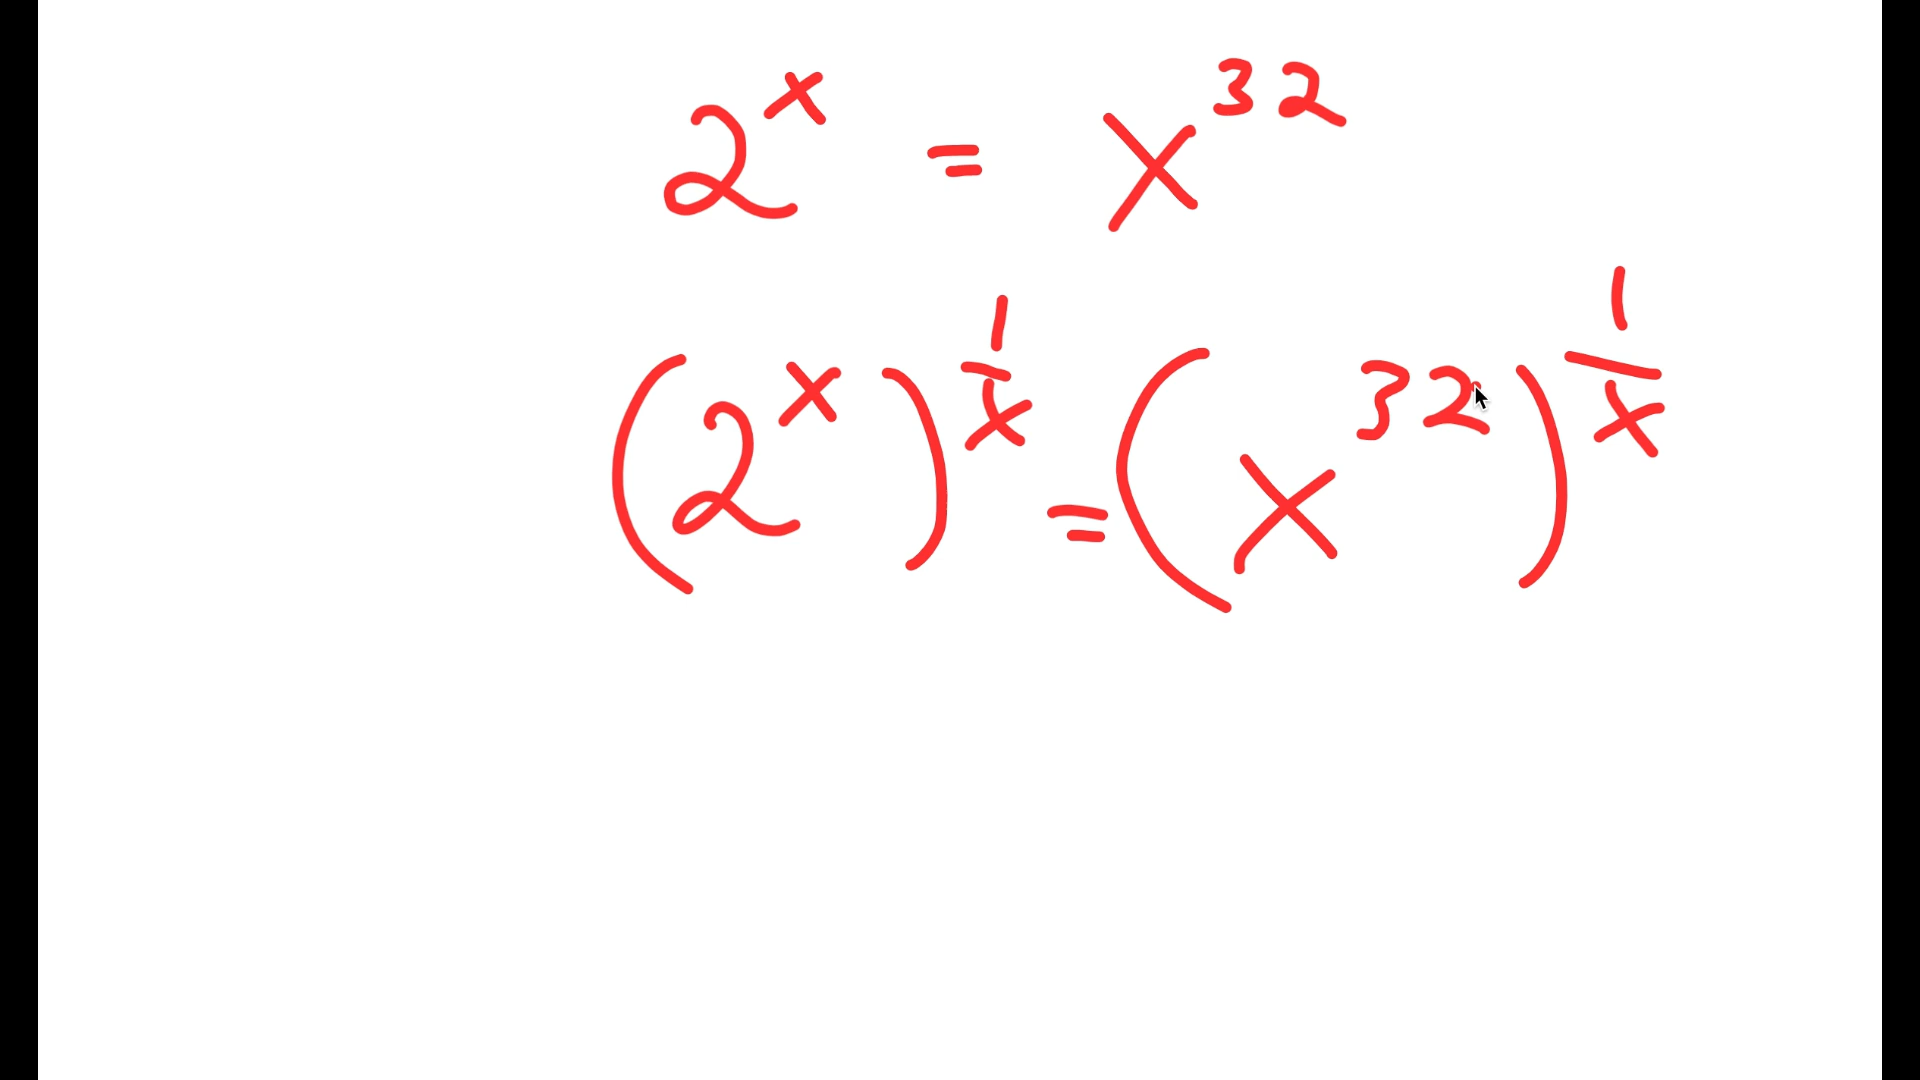 2^x = x^32
(2^x)^(1/x) = (x^32)^(1/x)